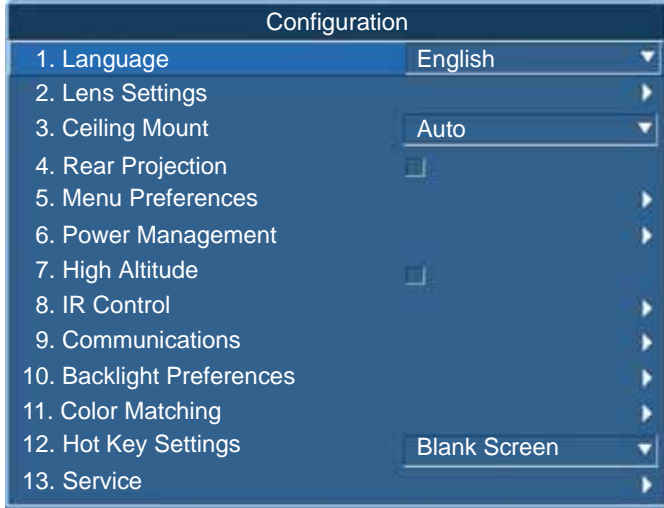 Configuration
1. Language English
2. Lens Settings
3. Ceiling Mount Auto
4. Rear Projection
5. Menu Preferences
6. Power Management
7. High Altitude
8. IR Control
9. Communications
10. Backlight Preferences
11. Color Matching
12. Hot Key Settings Blank Screen
13. Service